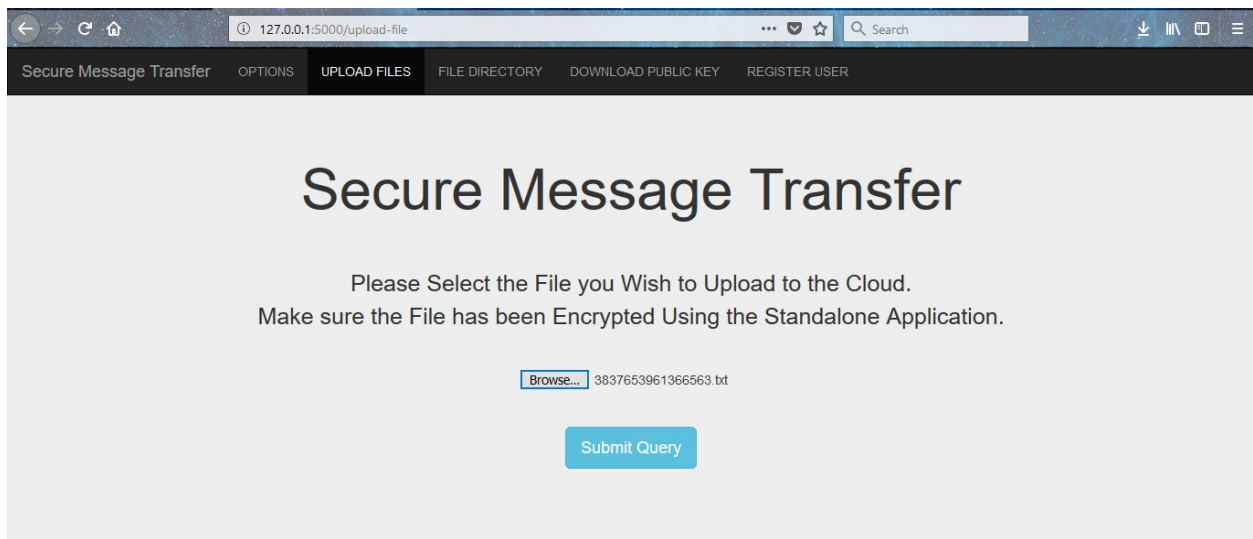 127.0.0.1:5000/upload-file
Search
Secure Message Transfer OPTIONS UPLOAD FILES FILE DIRECTORY DOWNLOAD PUBLIC KEY REGISTER USER
Secure Message Transfer
Please Select the File you Wish to Upload to the Cloud.
Make sure the File has been Encrypted Using the Standalone Application.
Browse... 3837653961366563.txt
Submit Query